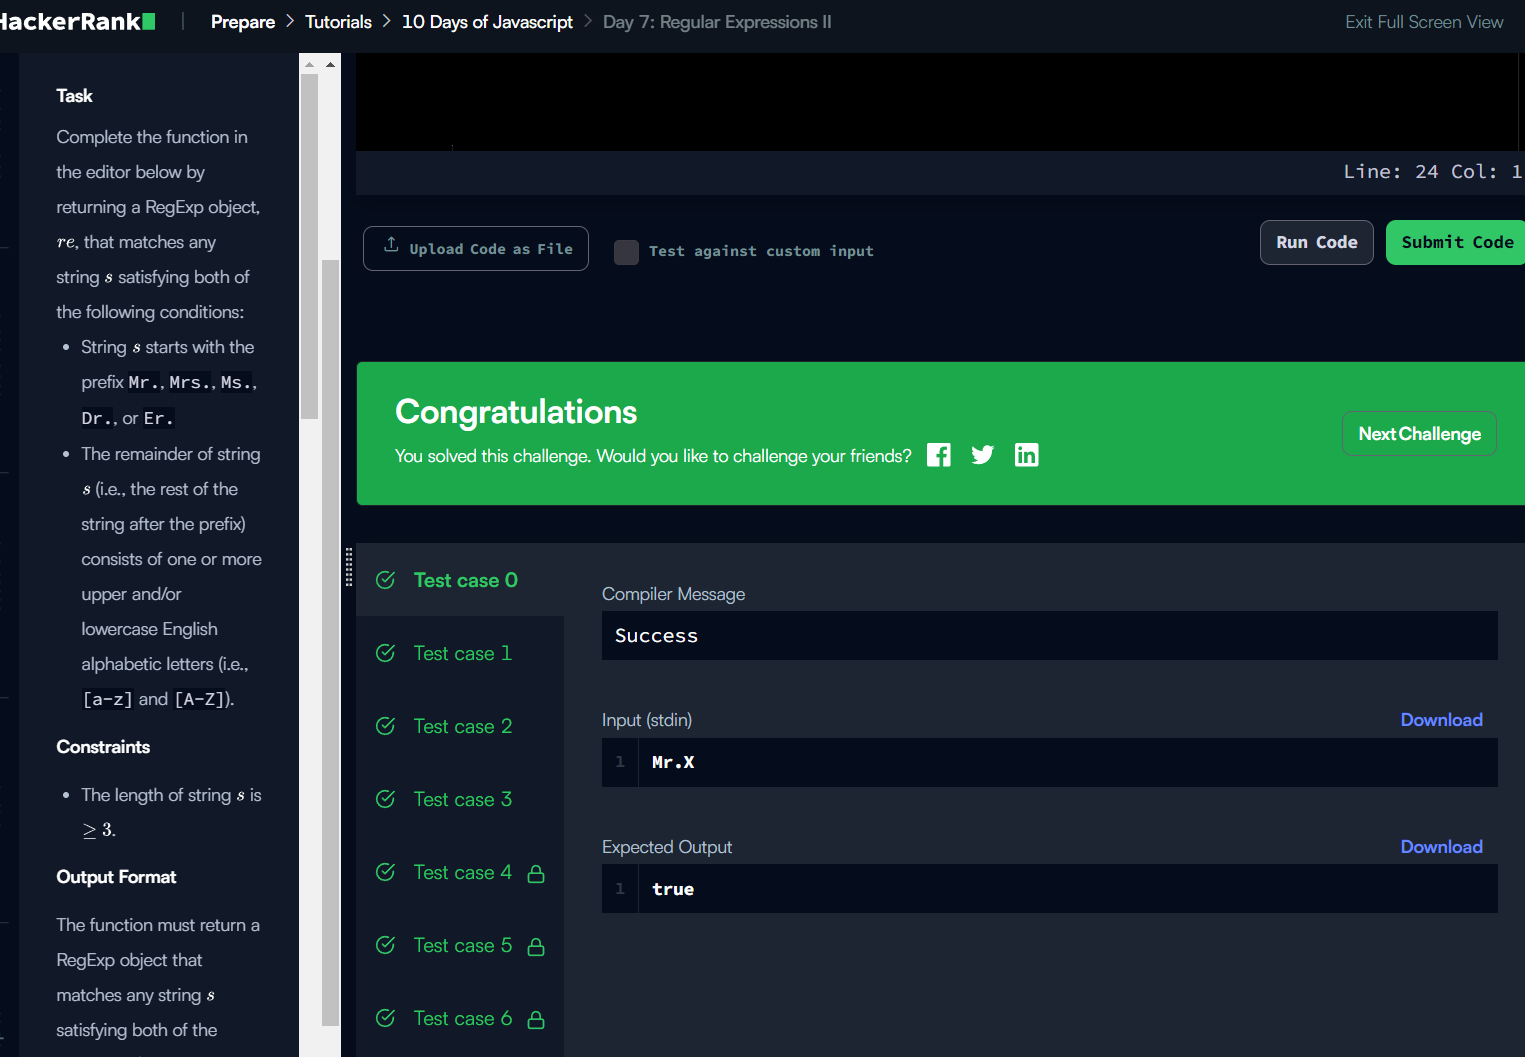 HackerRank
Prepare > Tutorials > 10 Days of Javascript > Day 7: Regular Expressions II
Exit Full Screen View
Task
Complete the function in
the editor below by
returning a RegExp object,
re, that matches any
string s satisfying both of
the following conditions:
• String s starts with the
prefix Mr., Mrs., Ms.,
Dr., or Er.
• The remainder of string
s (i.e., the rest of the
string after the prefix)
consists of one or more
upper and/or
lowercase English
alphabetic letters (i.e.,
[a-z] and [A-Z]).
Constraints
• The length of string s is
≥ 3.
Output Format
The function must return a
RegExp object that
matches any string s
satisfying both of the
Line: 24 Col: 1
Upload Code as File
Test against custom input
Run Code
Submit Code
Congratulations
You solved this challenge. Would you like to challenge your friends?
Next Challenge
Test case 0
Test case 1
Test case 2
Test case 3
Test case 4
Test case 5
Test case 6
Compiler Message
Success
Input (stdin)
Download
1 Mr.X
Expected Output
Download
1 true